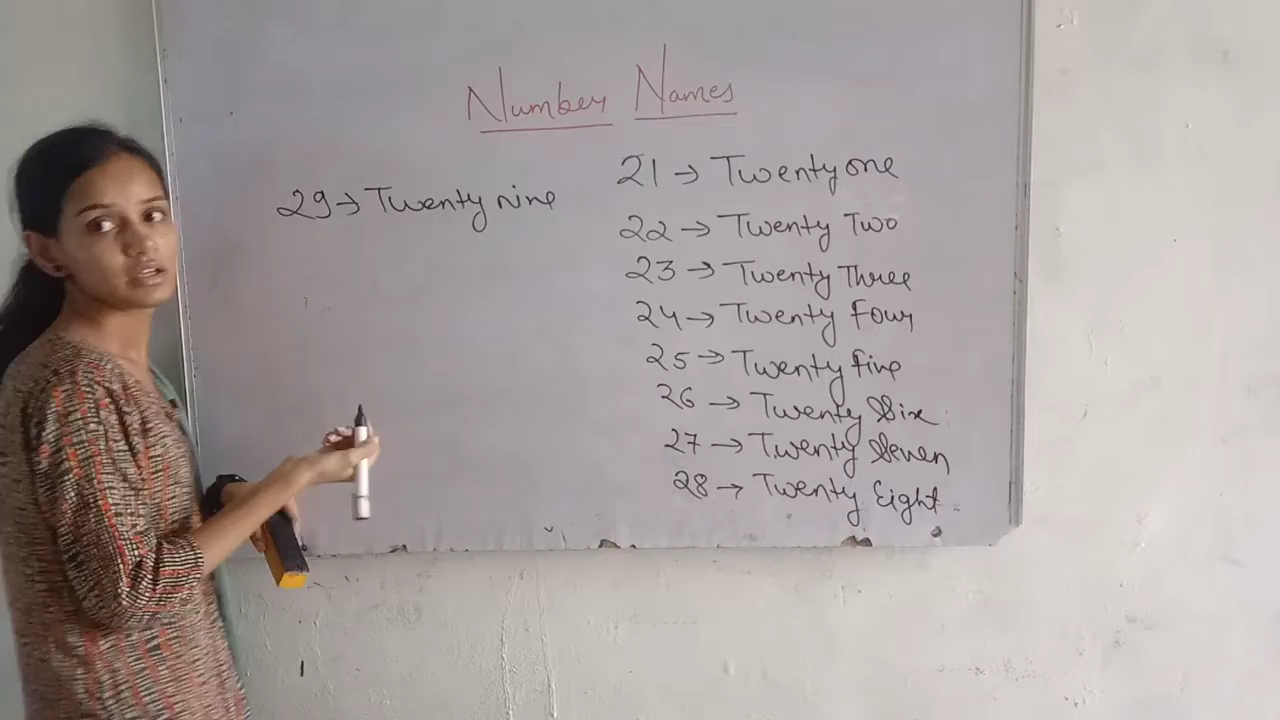 Number Names
21 → Twenty one
22 → Twenty Two
23 → Twenty Three
24 → Twenty Four
25 → Twenty five
26 → Twenty Six
27 → Twenty Seven
28 → Twenty Eight
29 → Twenty nine